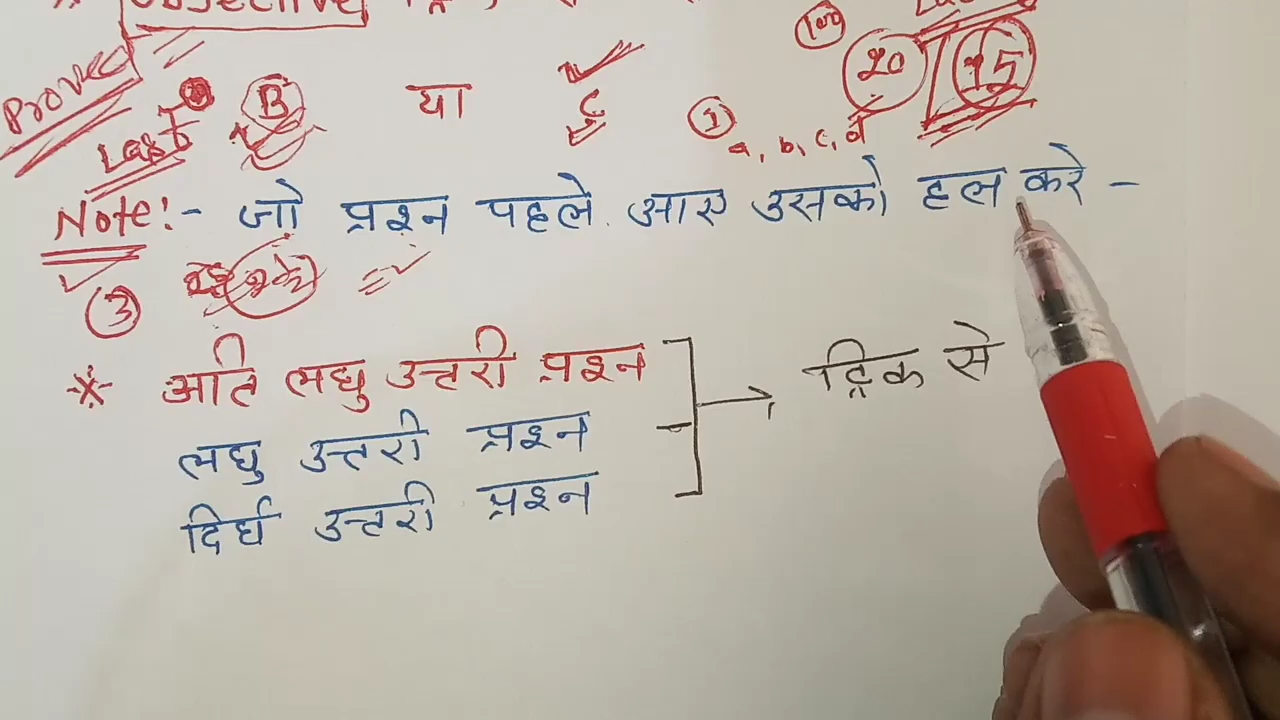 Objective
Proved
100
20 15
Last B या C
1 a, b, c, d
Note:- जो प्रश्न पहले आए उसको हल करे -
3
* अति लघु उत्तरी प्रश्न
लघु उत्तरी प्रश्न → ट्रिक से
दिर्घ उत्तरी प्रश्न